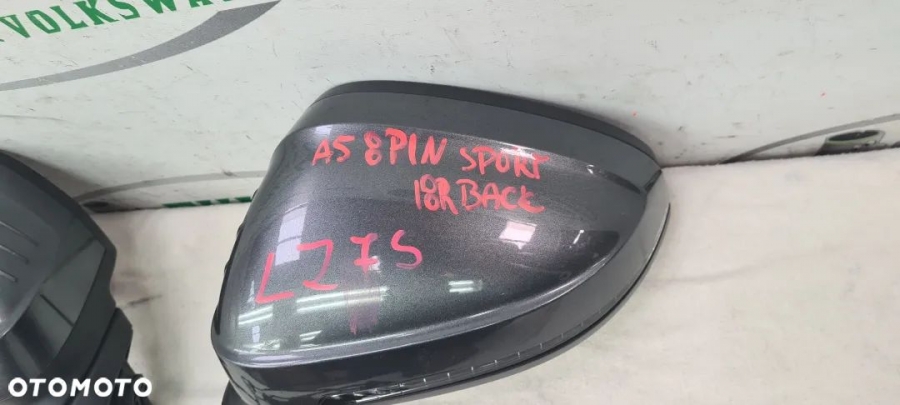 VOLKSWA
A5 8PIN SPORT
18R BACK
LZ7S
OTOMOTO